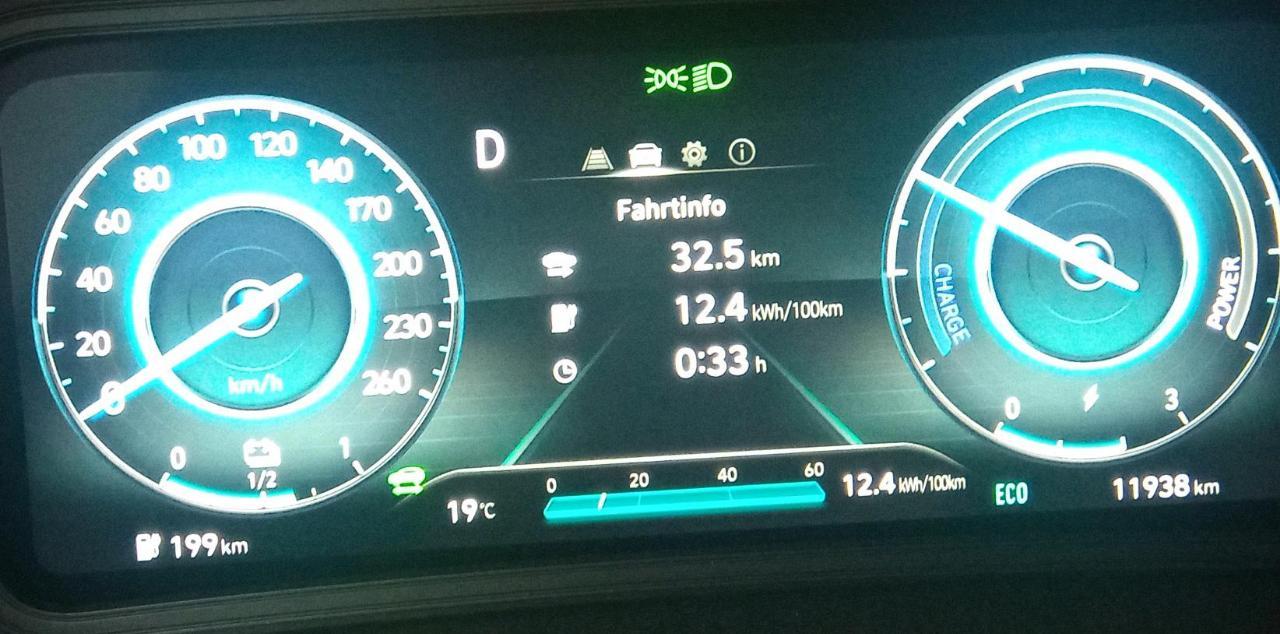 D
Fahrtinfo
32.5 km
12.4 kWh/100km
0:33 h
0 20 40 60 80 100 120 140 170 200 230 260
km/h
0 1/2 1
199 km
19°C
0 20 40 60
12.4 kWh/100km
CHARGE
POWER
0 3
ECO
11938 km